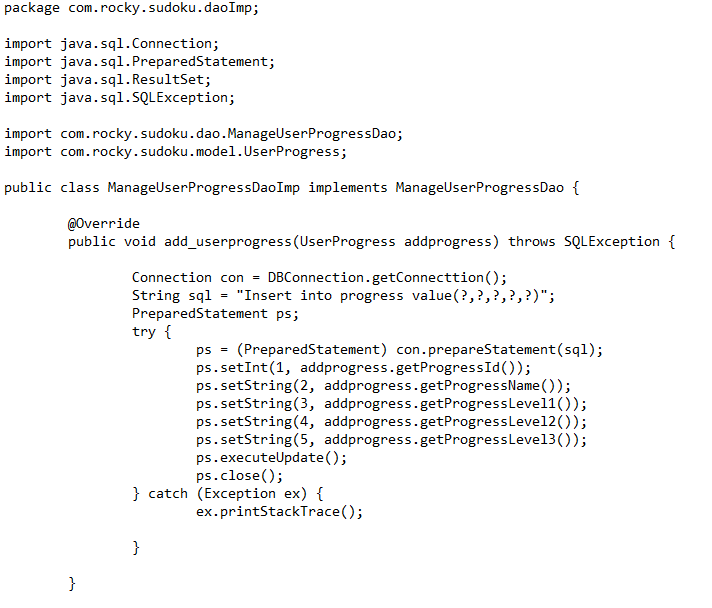 package com.rocky.sudoku.daoImp;
import java.sql.Connection;
import java.sql.PreparedStatement;
import java.sql.ResultSet;
import java.sql.SQLException;
import com.rocky.sudoku.dao.ManageUserProgressDao;
import com.rocky.sudoku.model.UserProgress;
public class ManageUserProgressDaoImp implements ManageUserProgressDao {
@Override
public void add_userprogress(UserProgress addprogress) throws SQLException {
Connection con = DBConnection.getConnecttion();
String sql = "Insert into progress value(?,?,?,?,?)";
PreparedStatement ps;
try {
ps = (PreparedStatement) con.prepareStatement(sql);
ps.setInt(1, addprogress.getProgressId());
ps.setString(2, addprogress.getProgressName());
ps.setString(3, addprogress.getProgressLevel1());
ps.setString(4, addprogress.getProgressLevel2());
ps.setString(5, addprogress.getProgressLevel3());
ps.executeUpdate();
ps.close();
} catch (Exception ex) {
ex.printStackTrace();
}
}